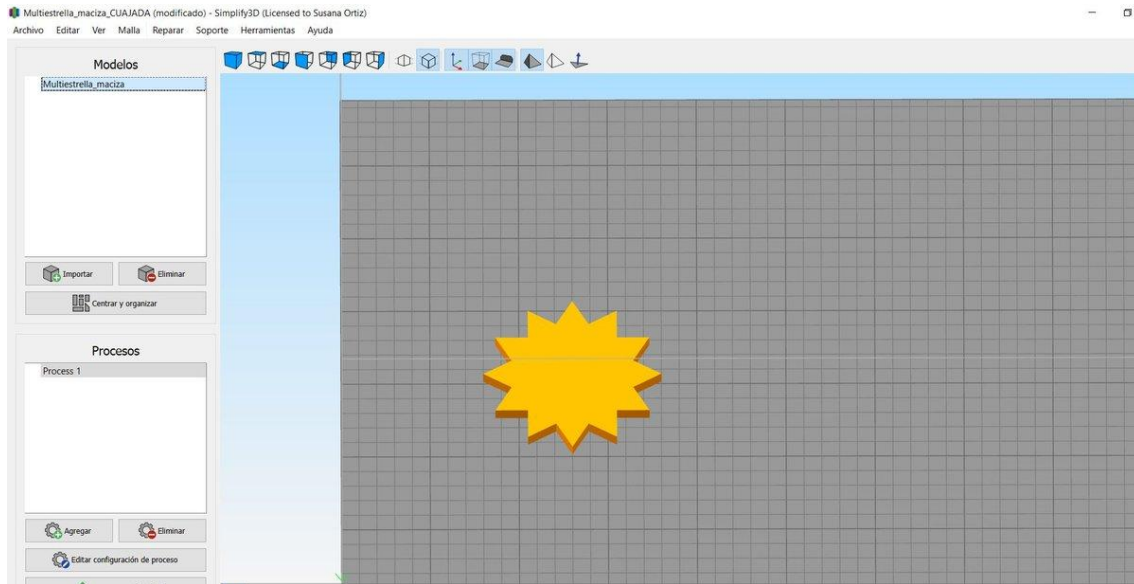 Multiestrella_maciza_CUAJADA (modificado) - Simplify3D (Licensed to Susana Ortiz)
Archivo Editar Ver Malla Reparar Soporte Herramientas Ayuda
Modelos
Multiestrella_maciza
Importar Eliminar
Centrar y organizar
Procesos
Process 1
Agregar Eliminar
Editar configuración de proceso